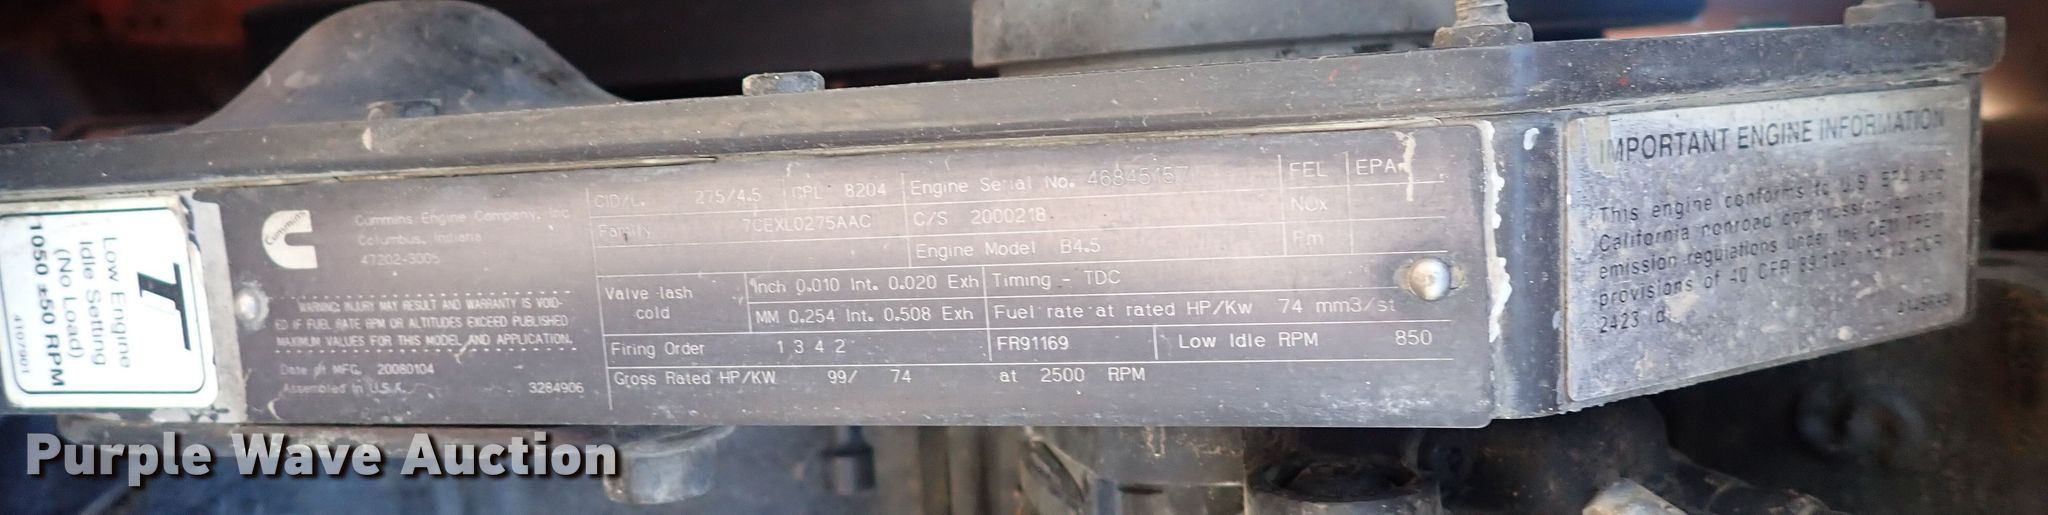 Low Engine
Idle Setting
(No Load)
1050 ±50 RPM
4107901
Cummins
Cummins Engine Company, Inc
Columbus, Indiana
47202-3005
WARNING: INJURY MAY RESULT AND WARRANTY IS VOID-
ED IF FUEL RATE RPM OR ALTITUDES EXCEED PUBLISHED
MAXIMUM VALUES FOR THIS MODEL AND APPLICATION.
Date of MFG. 20080104
Assembled in U.S.A. 3284906
CID/L. 275/4.5 CPL 8204
Family 7CEXL0275AAC
Engine Serial No. 46845157
C/S 2000218
Engine Model B4.5
FEL EPA
NOx
Pm
Valve lash cold
Inch 0.010 Int. 0.020 Exh
MM 0.254 Int. 0.508 Exh
Timing - TDC
Fuel rate at rated HP/Kw 74 mm3/st
Firing Order 1 3 4 2
FR91169 Low Idle RPM 850
Gross Rated HP/KW 99/ 74 at 2500 RPM
IMPORTANT ENGINE INFORMATION
This engine conforms to U.S. EPA and
California nonroad compression-ignition
emission regulations under the
provisions of 40 CFR 89.102 and 13 CCR
2423 d.
Purple Wave Auction